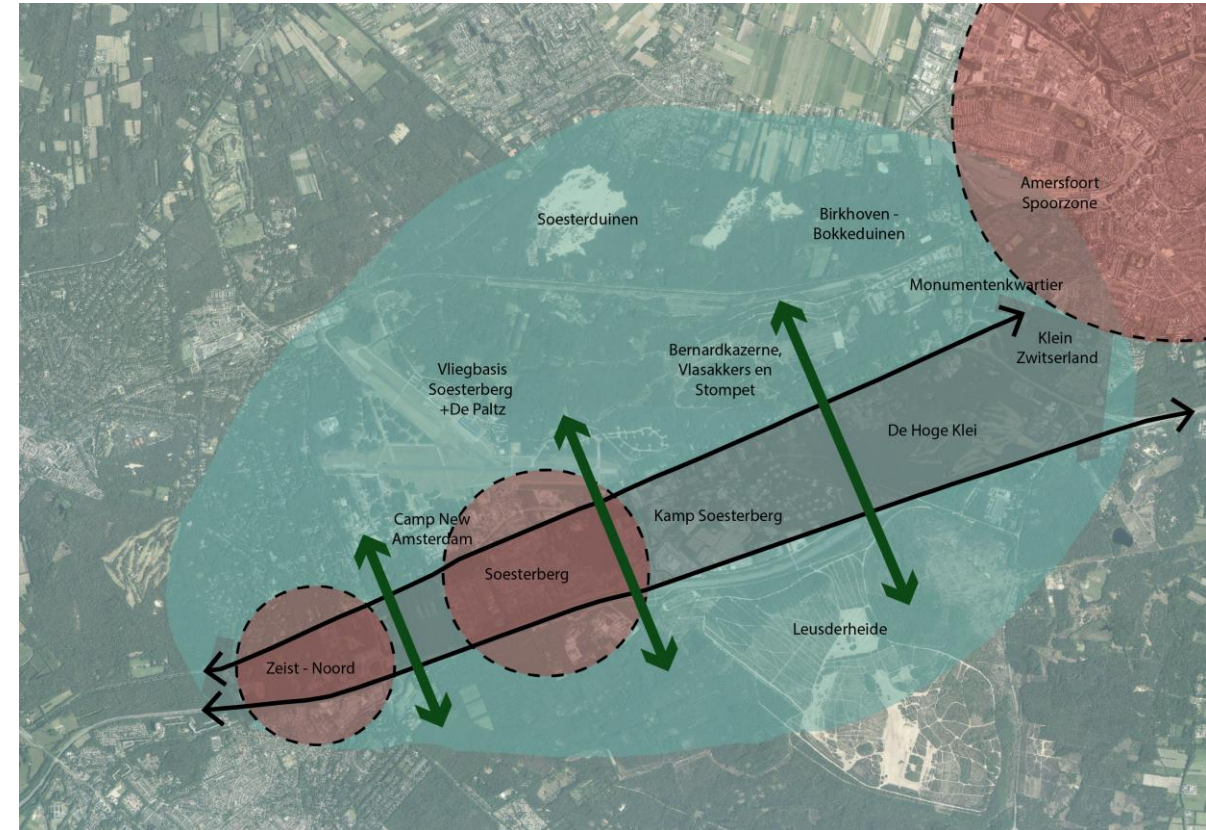 Amersfoort
Spoorzone
Soesterduinen
Birkhoven -
Bokkeduinen
Monumentenkwartier
Klein
Zwitserland
Bernardkazerne,
Vlasakkers en
Stompet
Vliegbasis
Soesterberg
+De Paltz
De Hoge Klei
Camp New
Amsterdam
Kamp Soesterberg
Soesterberg
Leusderheide
Zeist - Noord